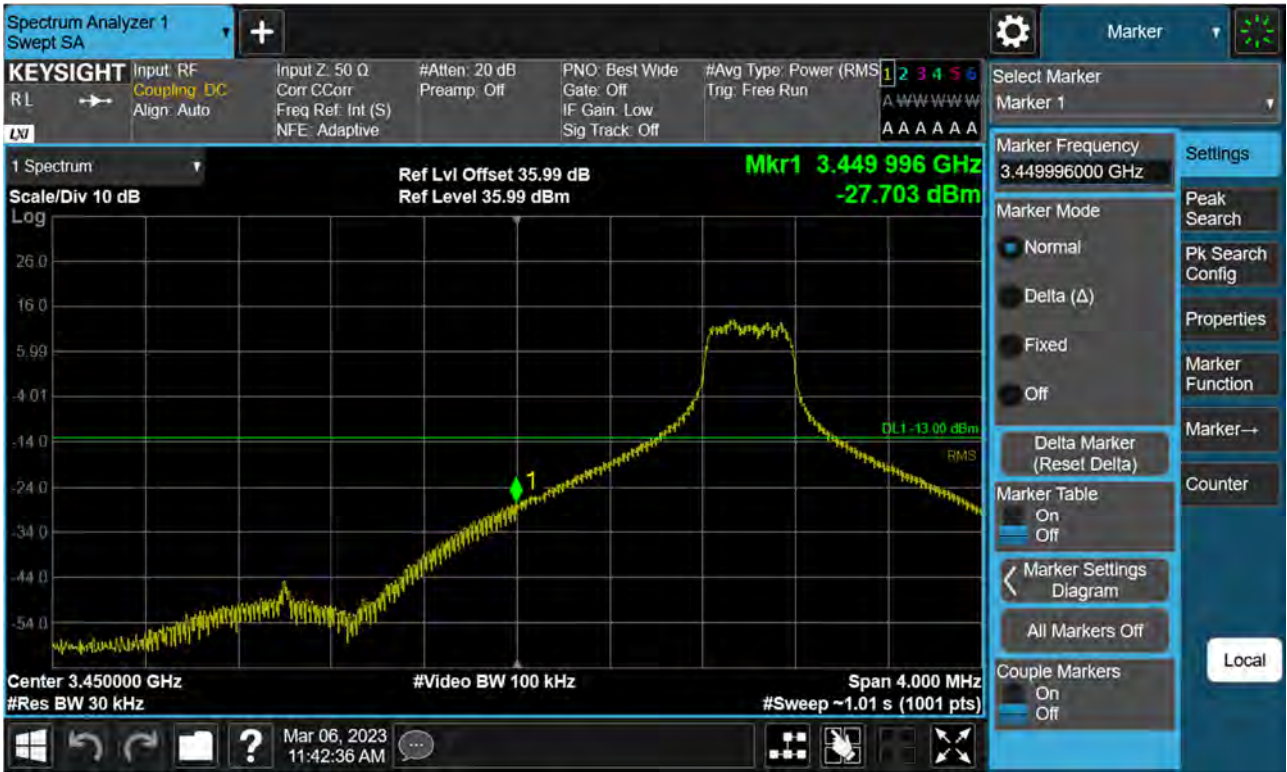 Spectrum Analyzer 1
Swept SA
+
Marker
KEYSIGHT
RL
LXI
Input: RF
Coupling: DC
Align: Auto
Input Z: 50 Ω
Corr CCorr
Freq Ref: Int (S)
NFE: Adaptive
#Atten: 20 dB
Preamp: Off
PNO: Best Wide
Gate: Off
IF Gain: Low
Sig Track: Off
#Avg Type: Power (RMS
Trig: Free Run
1 2 3 4 5 6
A W W W W W
A A A A A A
Select Marker
Marker 1
1 Spectrum
Scale/Div 10 dB
Log
Ref Lvl Offset 35.99 dB
Ref Level 35.99 dBm
Mkr1 3.449 996 GHz
-27.703 dBm
26.0
16.0
5.99
-4.01
-14.0
-24.0
-34.0
-44.0
-54.0
1
DL1 -13.00 dBm
RMS
Center 3.450000 GHz
#Res BW 30 kHz
#Video BW 100 kHz
Span 4.000 MHz
#Sweep ~1.01 s (1001 pts)
Marker Frequency
3.449996000 GHz
Marker Mode
Normal
Delta (Δ)
Fixed
Off
Delta Marker
(Reset Delta)
Marker Table
On
Off
Marker Settings
Diagram
All Markers Off
Couple Markers
On
Off
Settings
Peak
Search
Pk Search
Config
Properties
Marker
Function
Marker→
Counter
Local
?
Mar 06, 2023
11:42:36 AM